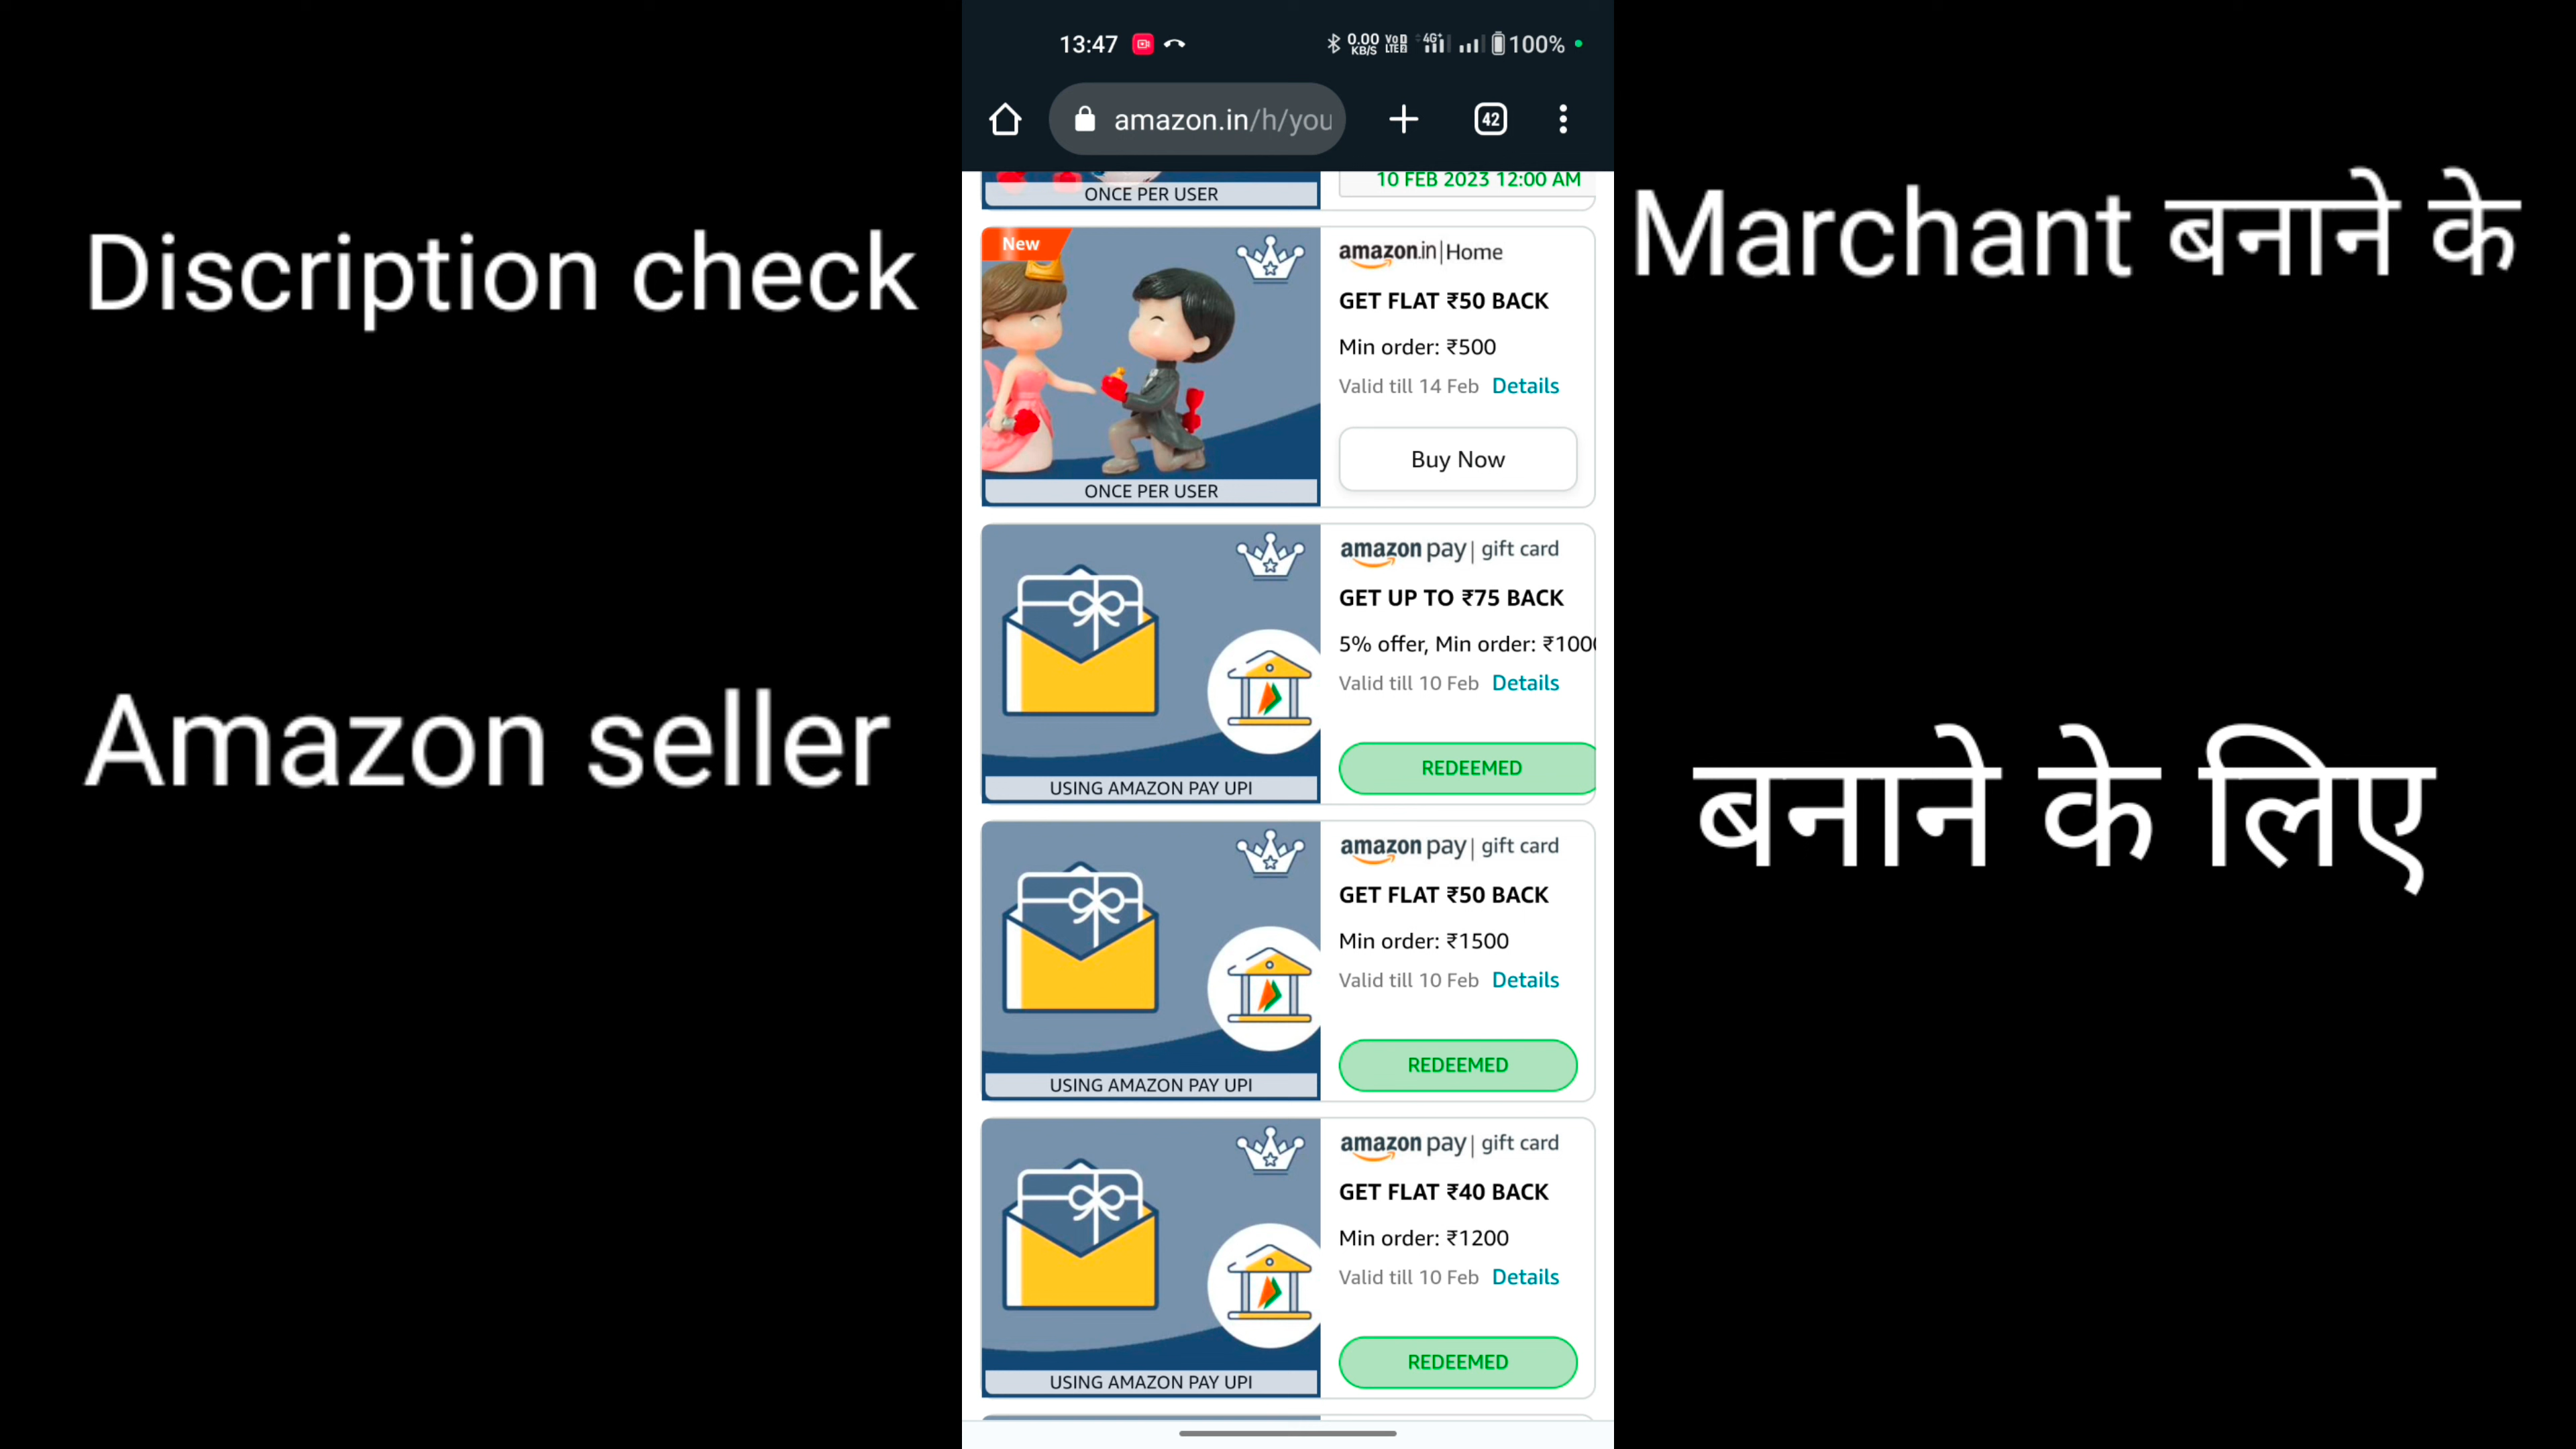 Discription check
Amazon seller
13:47
0.00 KB/S
4G+
100%
amazon.in/h/you
42
ONCE PER USER
10 FEB 2023 12:00 AM
New
amazon.in|Home
GET FLAT ₹50 BACK
Min order: ₹500
Valid till 14 Feb Details
Buy Now
ONCE PER USER
amazon pay| gift card
GET UP TO ₹75 BACK
5% offer, Min order: ₹1000
Valid till 10 Feb Details
REDEEMED
USING AMAZON PAY UPI
amazon pay| gift card
GET FLAT ₹50 BACK
Min order: ₹1500
Valid till 10 Feb Details
REDEEMED
USING AMAZON PAY UPI
amazon pay| gift card
GET FLAT ₹40 BACK
Min order: ₹1200
Valid till 10 Feb Details
REDEEMED
USING AMAZON PAY UPI
Marchant बनाने के
बनाने के लिए